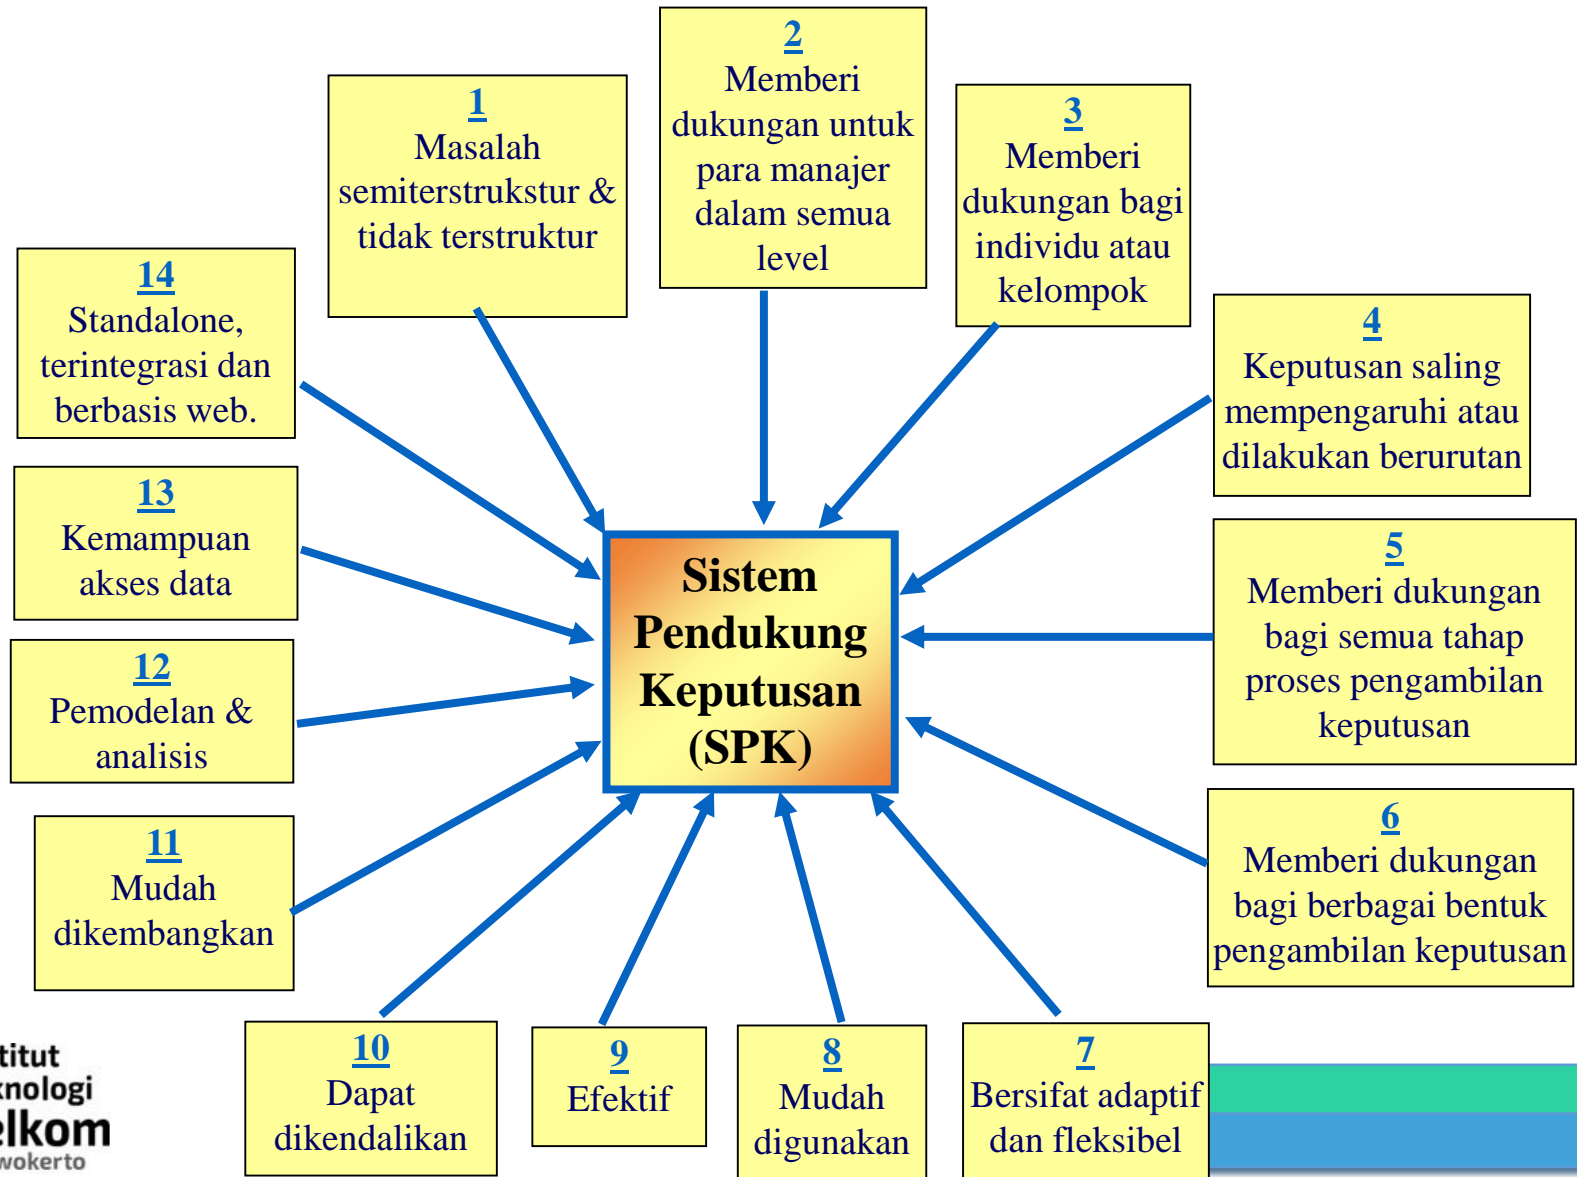 1
Masalah
semiterstrukstur &
tidak terstruktur
2
Memberi
dukungan untuk
para manajer
dalam semua
level
3
Memberi
dukungan bagi
individu atau
kelompok
4
Keputusan saling
mempengaruhi atau
dilakukan berurutan
5
Memberi dukungan
bagi semua tahap
proses pengambilan
keputusan
6
Memberi dukungan
bagi berbagai bentuk
pengambilan keputusan
7
Bersifat adaptif
dan fleksibel
8
Mudah
digunakan
9
Efektif
10
Dapat
dikendalikan
11
Mudah
dikembangkan
12
Pemodelan &
analisis
13
Kemampuan
akses data
14
Standalone,
terintegrasi dan
berbasis web.
Sistem
Pendukung
Keputusan
(SPK)
titut
knologi
elkom
wokerto